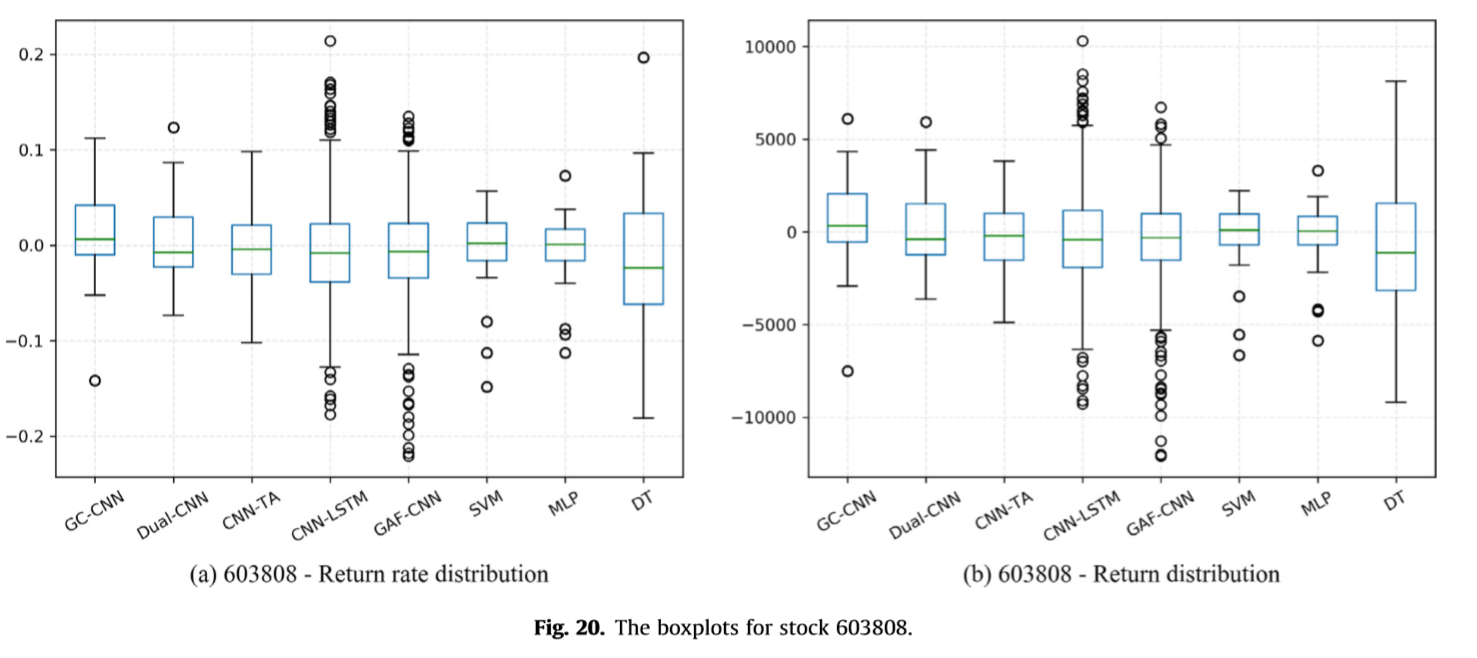 0.2
0.1
0.0
−0.1
−0.2
GC-CNN
Dual-CNN
CNN-TA
CNN-LSTM
GAF-CNN
SVM
MLP
DT
(a) 603808 - Return rate distribution
10000
5000
0
−5000
−10000
GC-CNN
Dual-CNN
CNN-TA
CNN-LSTM
GAF-CNN
SVM
MLP
DT
(b) 603808 - Return distribution
Fig. 20. The boxplots for stock 603808.